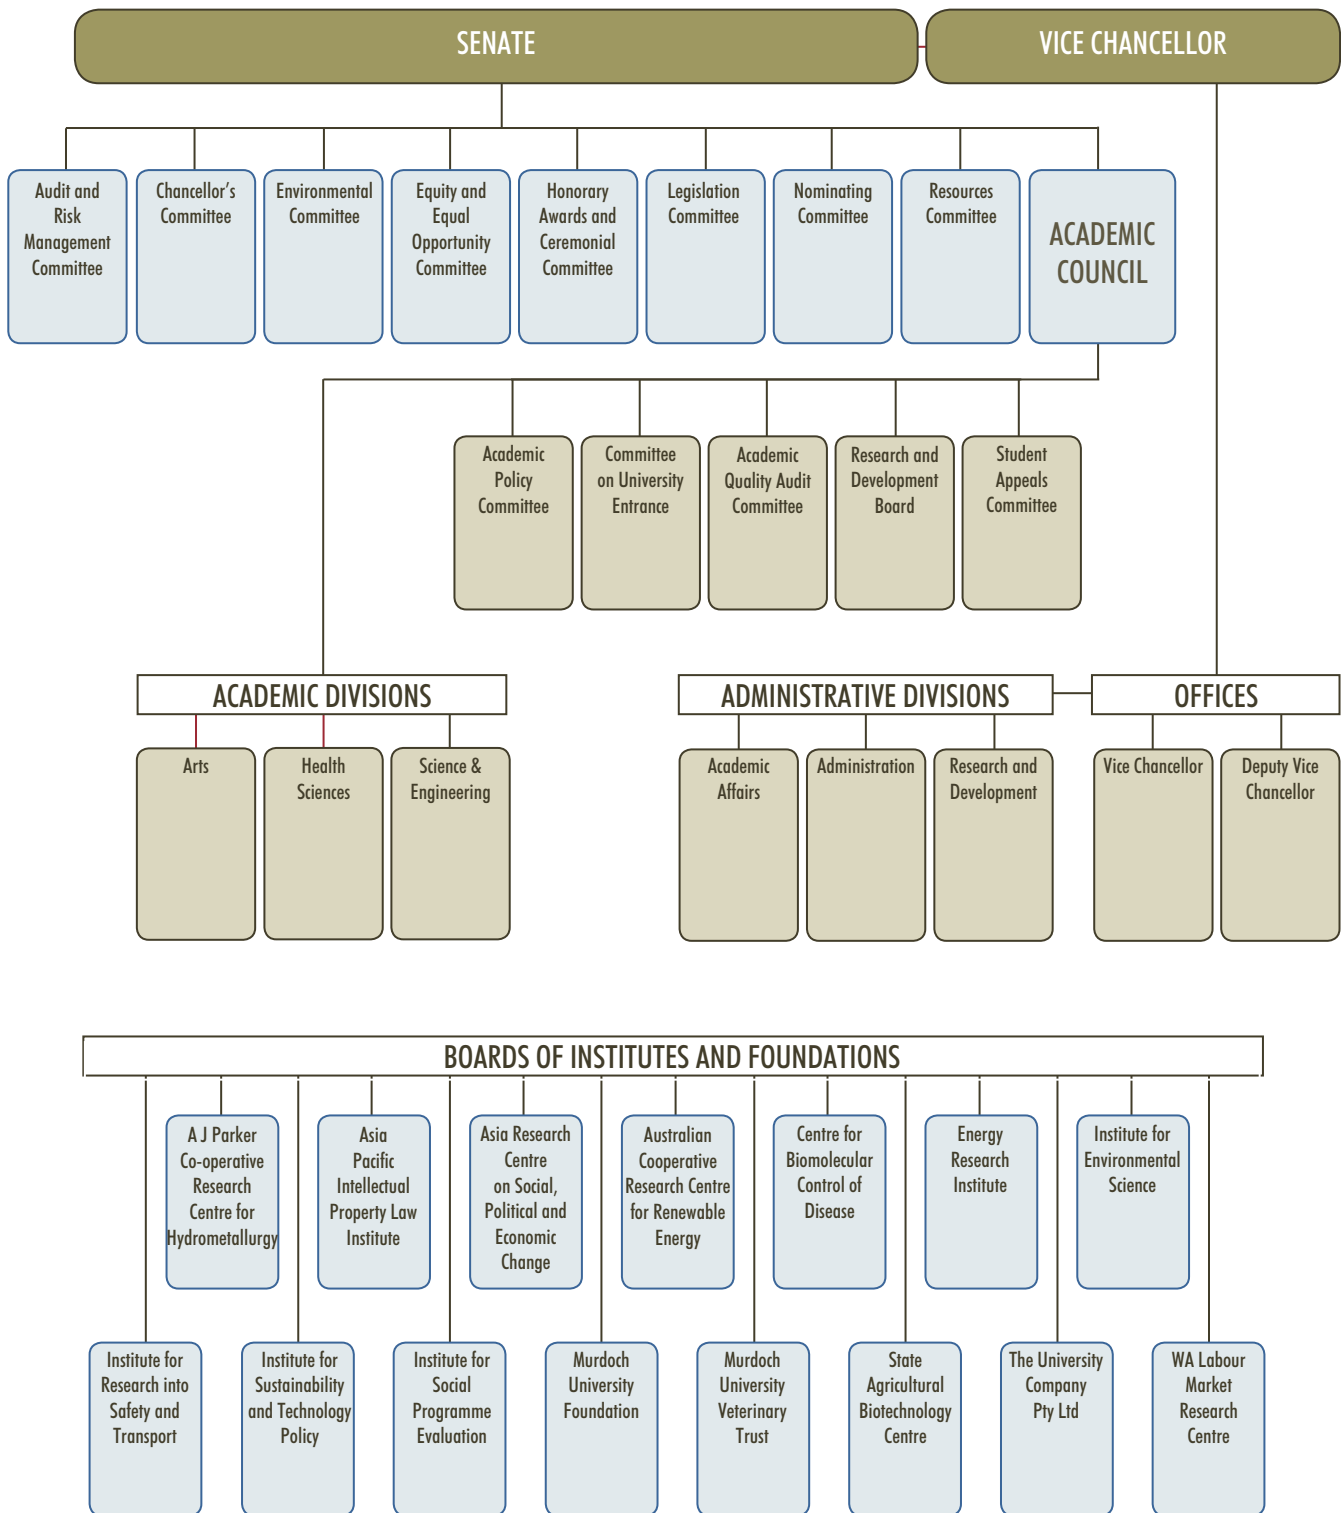 SENATE
VICE CHANCELLOR
Audit and
Risk
Management
Committee
Chancellor's
Committee
Environmental
Committee
Equity and
Equal
Opportunity
Committee
Honorary
Awards and
Ceremonial
Committee
Legislation
Committee
Nominating
Committee
Resources
Committee
ACADEMIC
COUNCIL
Academic
Policy
Committee
Committee
on University
Entrance
Academic
Quality Audit
Committee
Research and
Development
Board
Student
Appeals
Committee
ACADEMIC DIVISIONS
Arts
Health
Sciences
Science &
Engineering
ADMINISTRATIVE DIVISIONS
Academic
Affairs
Administration
Research and
Development
OFFICES
Vice Chancellor
Deputy Vice
Chancellor
BOARDS OF INSTITUTES AND FOUNDATIONS
A J Parker
Co-operative
Research
Centre for
Hydrometallurgy
Asia
Pacific
Intellectual
Property Law
Institute
Asia Research
Centre
on Social,
Political and
Economic
Change
Australian
Cooperative
Research Centre
for Renewable
Energy
Centre for
Biomolecular
Control of
Disease
Energy
Research
Institute
Institute for
Environmental
Science
Institute for
Research into
Safety and
Transport
Institute for
Sustainability
and Technology
Policy
Institute for
Social
Programme
Evaluation
Murdoch
University
Foundation
Murdoch
University
Veterinary
Trust
State
Agricultural
Biotechnology
Centre
The University
Company
Pty Ltd
WA Labour
Market
Research
Centre